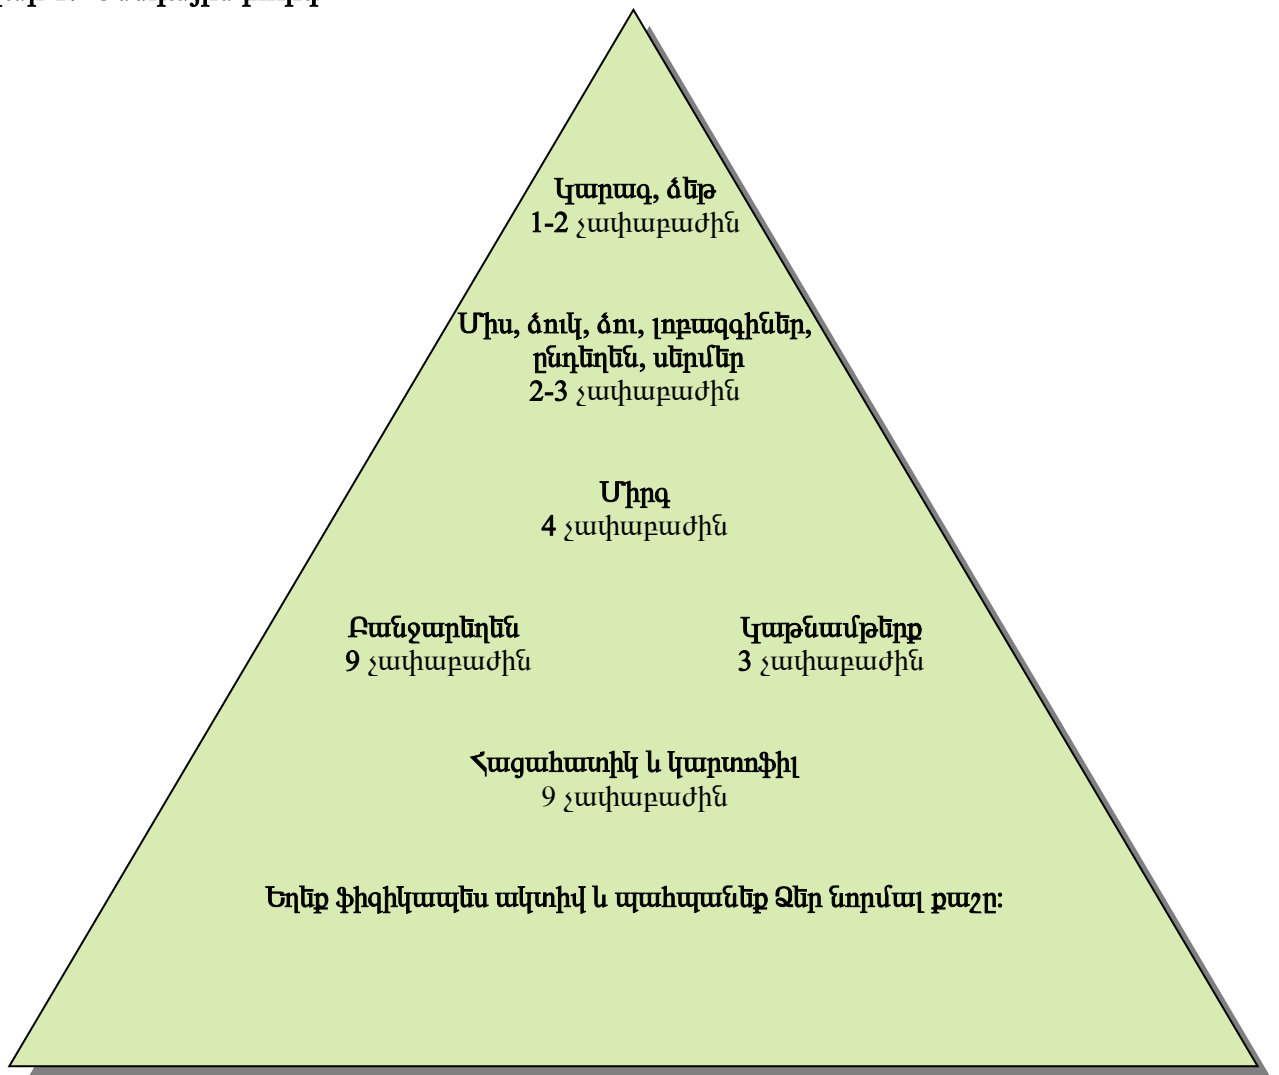 Կարագ, ձեթ
1-2 չափաբաժին
Միս, ձուկ, ձու, լոբազգիներ,
ընդեղեն, սերմեր
2-3 չափաբաժին
Միրգ
4 չափաբաժին
Բանջարեղեն
9 չափաբաժին
Կաթնամթերք
3 չափաբաժին
Հացահատիկ և կարտոֆիլ
9 չափաբաժին
Եղեք ֆիզիկապես ակտիվ և պահպանեք Ձեր նորմալ քաշը: